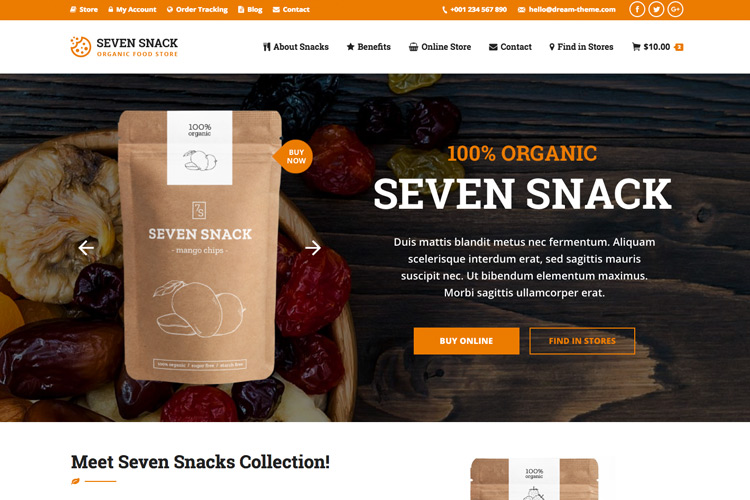 Store My Account Order Tracking Blog Contact +001 234 567 890 hello@dream-theme.com f G+
SEVEN SNACK
ORGANIC FOOD STORE
About Snacks Benefits Online Store Contact Find in Stores $10.00 2
100%
organic
BUY
NOW
7S
SEVEN SNACK
- mango chips -
100% organic / sugar free / starch free
100% ORGANIC
SEVEN SNACK
Duis mattis blandit metus nec fermentum. Aliquam
scelerisque interdum erat, sed sagittis mauris
suscipit nec. Ut bibendum elementum maximus.
Morbi sagittis ullamcorper erat.
BUY ONLINE FIND IN STORES
Meet Seven Snacks Collection!
100%
organic